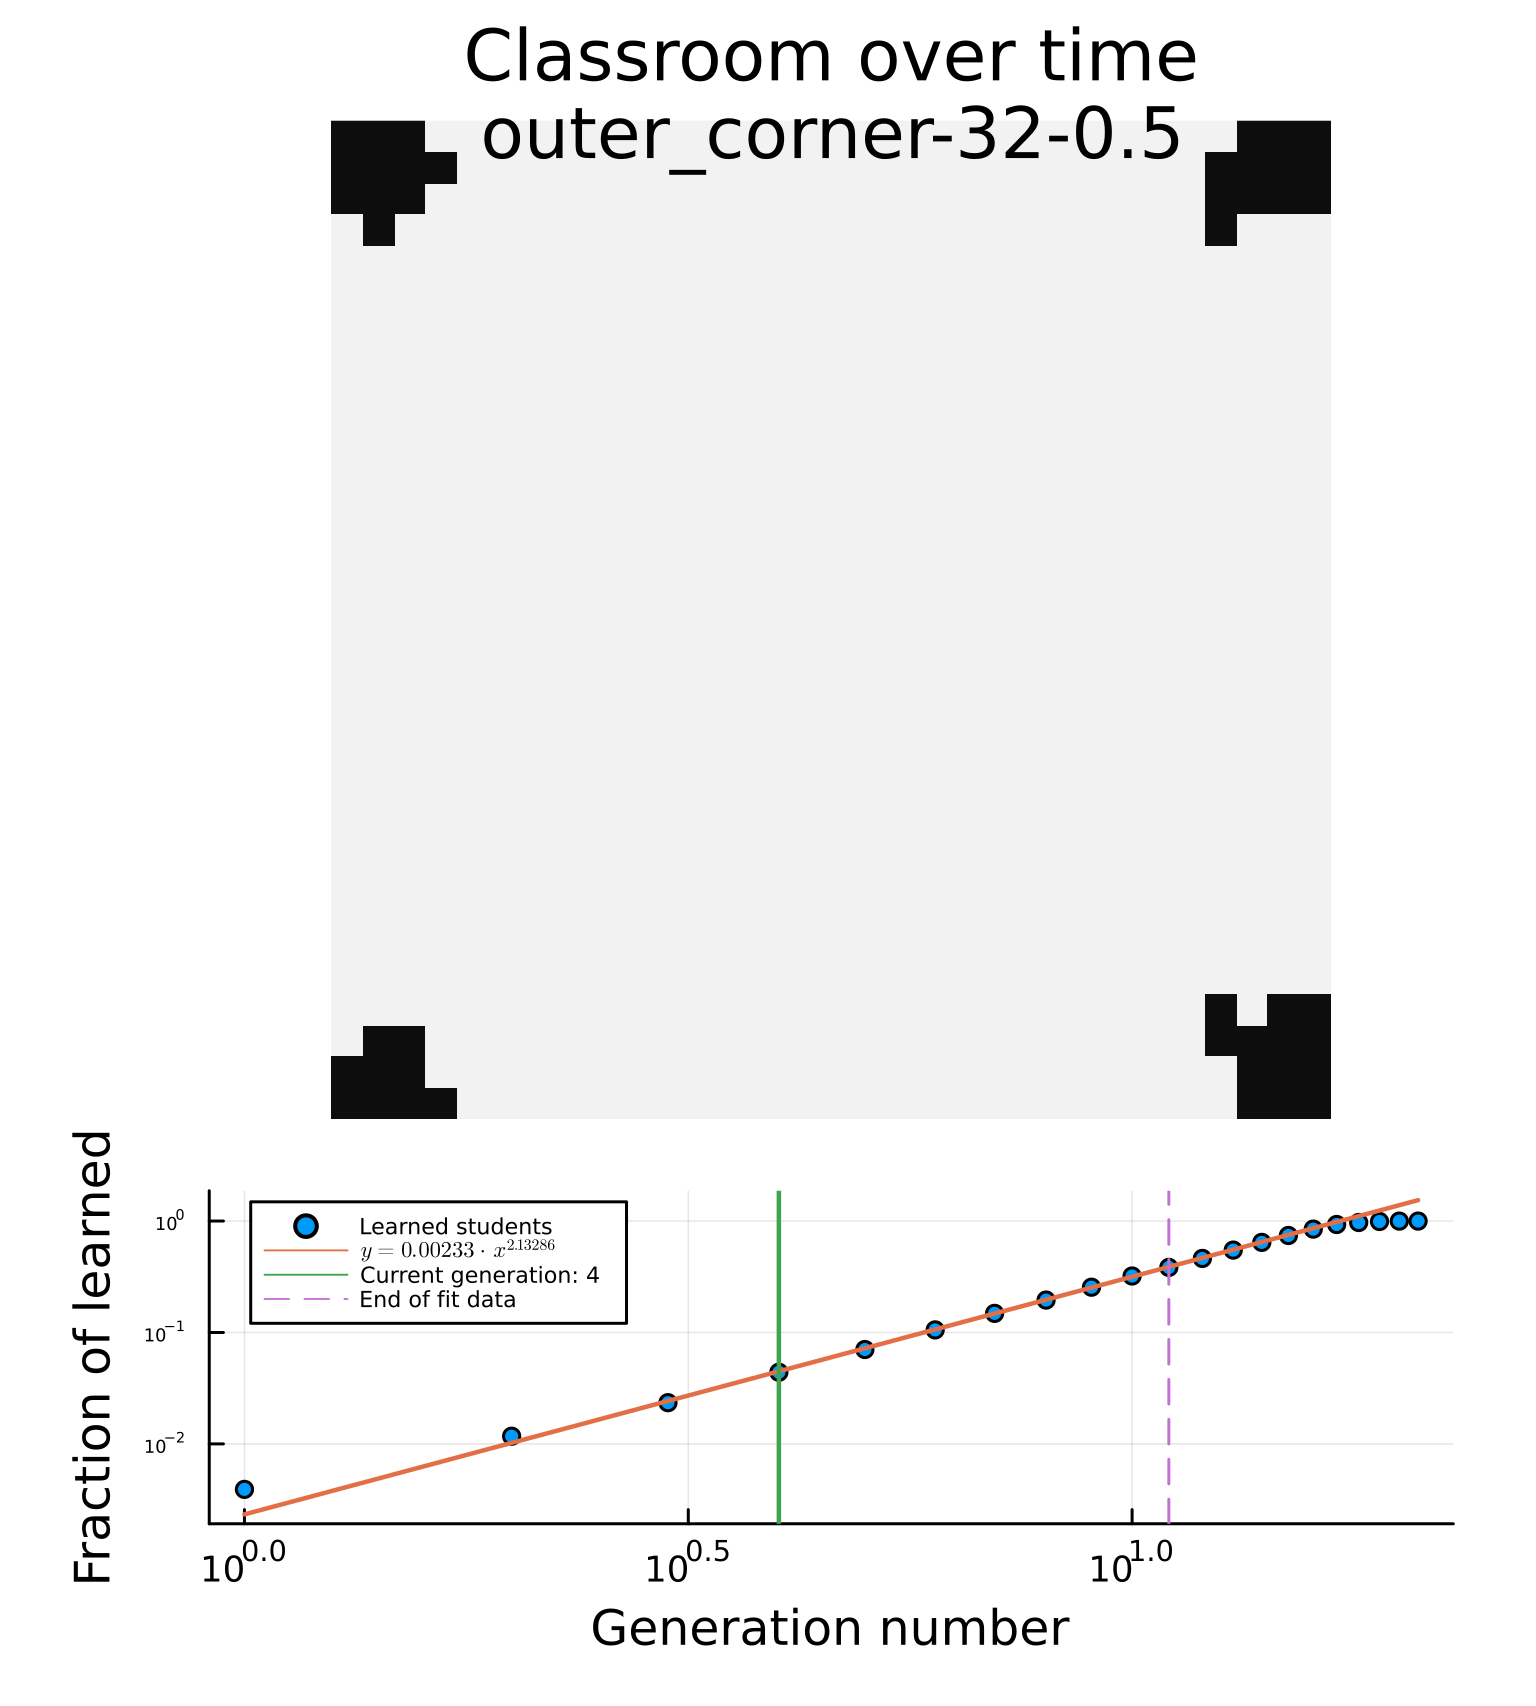 Classroom over time
outer_corner-32-0.5
Fraction of learned
10^0
10^−1
10^−2
Learned students
y = 0.00233 · x^2.13286
Current generation: 4
End of fit data
10^0.0
10^0.5
10^1.0
Generation number